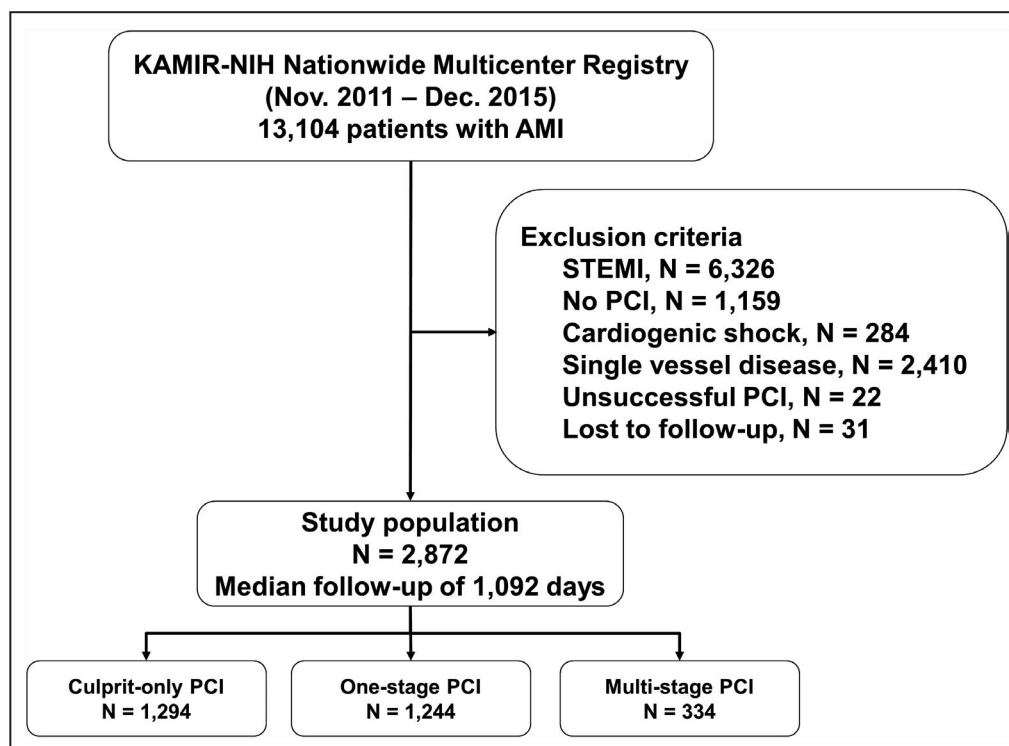 KAMIR-NIH Nationwide Multicenter Registry
(Nov. 2011 – Dec. 2015)
13,104 patients with AMI
Exclusion criteria
STEMI, N = 6,326
No PCI, N = 1,159
Cardiogenic shock, N = 284
Single vessel disease, N = 2,410
Unsuccessful PCI, N = 22
Lost to follow-up, N = 31
Study population
N = 2,872
Median follow-up of 1,092 days
Culprit-only PCI
N = 1,294
One-stage PCI
N = 1,244
Multi-stage PCI
N = 334